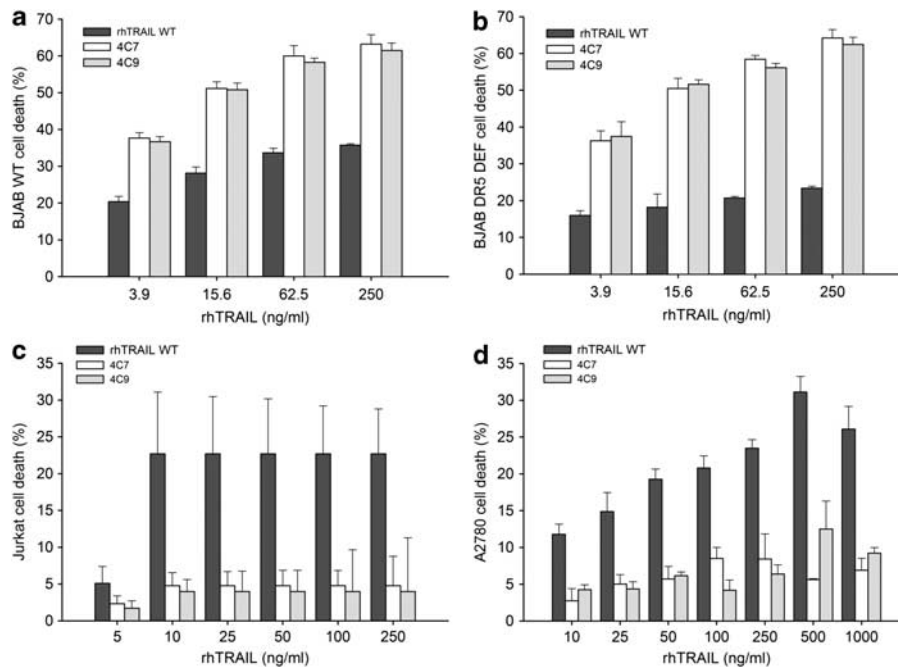 a
70
60
50
40
30
20
10
0
BJAB WT cell death (%)
rhTRAIL WT
4C7
4C9
3.9 15.6 62.5 250
rhTRAIL (ng/ml)
b
70
60
50
40
30
20
10
0
BJAB DR5 DEF cell death (%)
rhTRAIL WT
4C7
4C9
3.9 15.6 62.5 250
rhTRAIL (ng/ml)
c
35
30
25
20
15
10
5
0
Jurkat cell death (%)
rhTRAIL WT
4C7
4C9
5 10 25 50 100 250
rhTRAIL (ng/ml)
d
35
30
25
20
15
10
5
0
A2780 cell death (%)
rhTRAIL WT
4C7
4C9
10 25 50 100 250 500 1000
rhTRAIL (ng/ml)